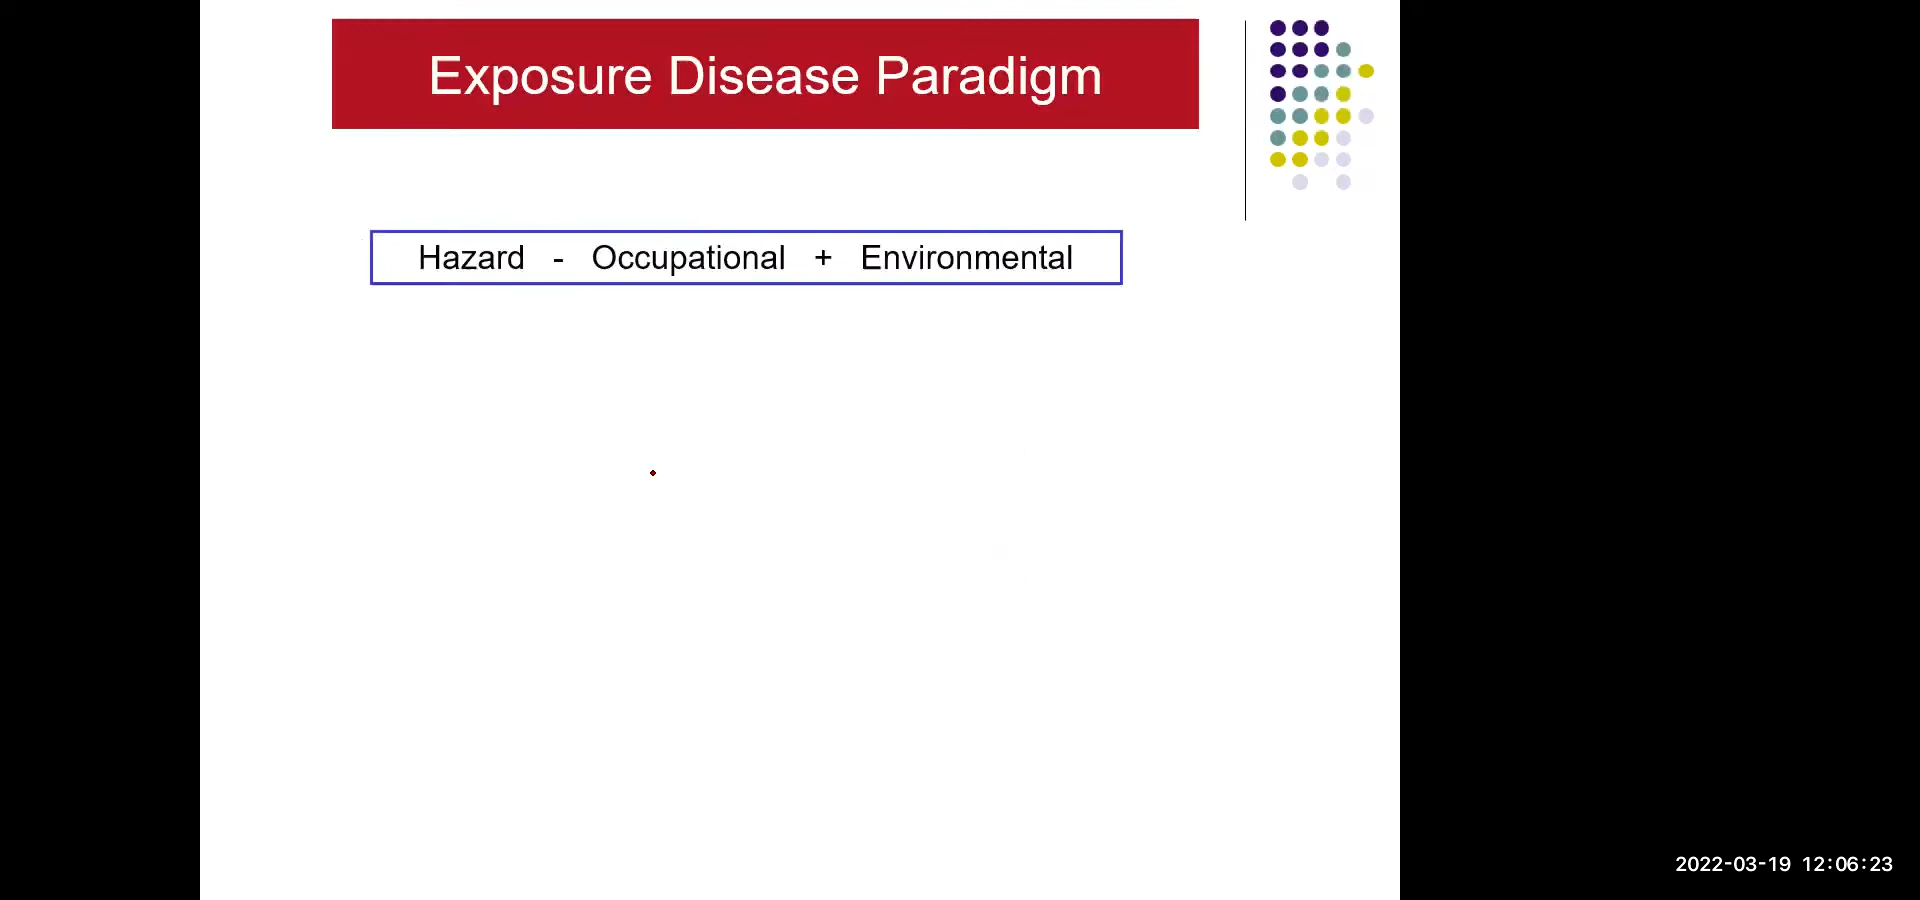 Exposure Disease Paradigm
Hazard - Occupational + Environmental
2022-03-19 12:06:23